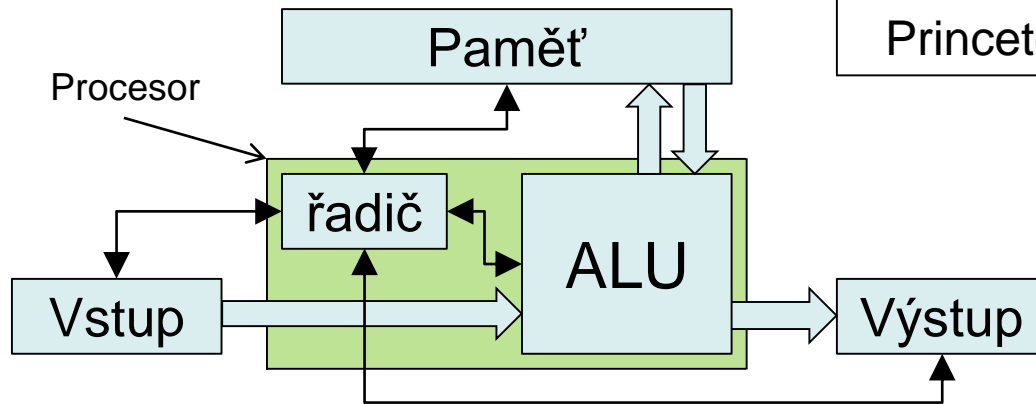 Paměť
Princet
Procesor
řadič
ALU
Vstup
Výstup